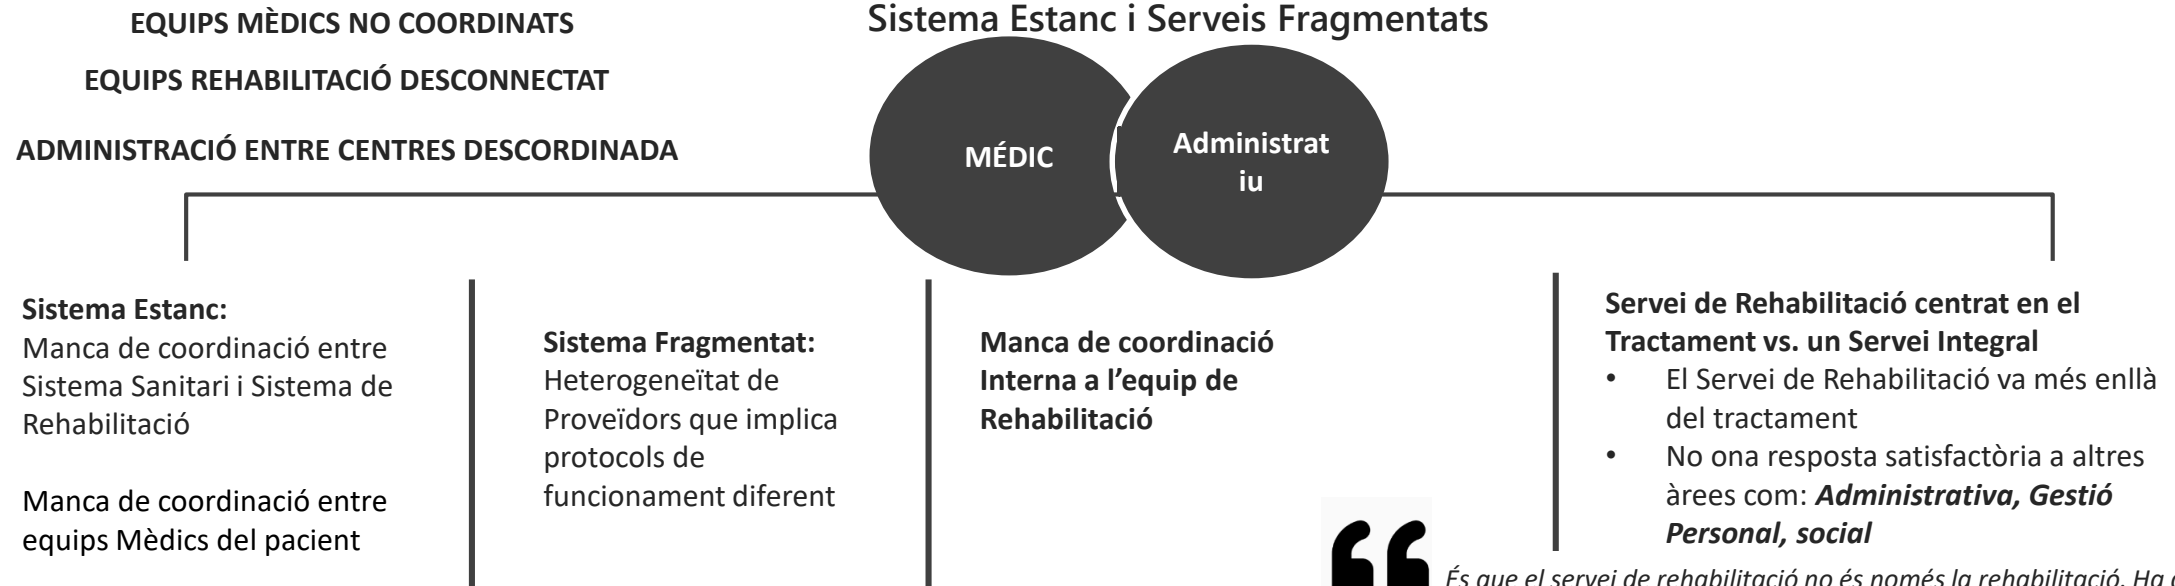 EQUIPS MÈDICS NO COORDINATS
EQUIPS REHABILITACIÓ DESCONNECTAT
ADMINISTRACIÓ ENTRE CENTRES DESCORDINADA
Sistema Estanc i Serveis Fragmentats
MÉDIC
Administrat
iu
Sistema Estanc:
Manca de coordinació entre
Sistema Sanitari i Sistema de
Rehabilitació
Manca de coordinació entre
equips Mèdics del pacient
Sistema Fragmentat:
Heterogeneïtat de
Proveïdors que implica
protocols de
funcionament diferent
Manca de coordinació
Interna a l’equip de
Rehabilitació
Servei de Rehabilitació centrat en el
Tractament vs. un Servei Integral
• El Servei de Rehabilitació va més enllà
del tractament
• No ona resposta satisfactòria a altres
àrees com: Administrativa, Gestió
Personal, social
“
És que el servei de rehabilitació no és només la rehabilitació. Ha